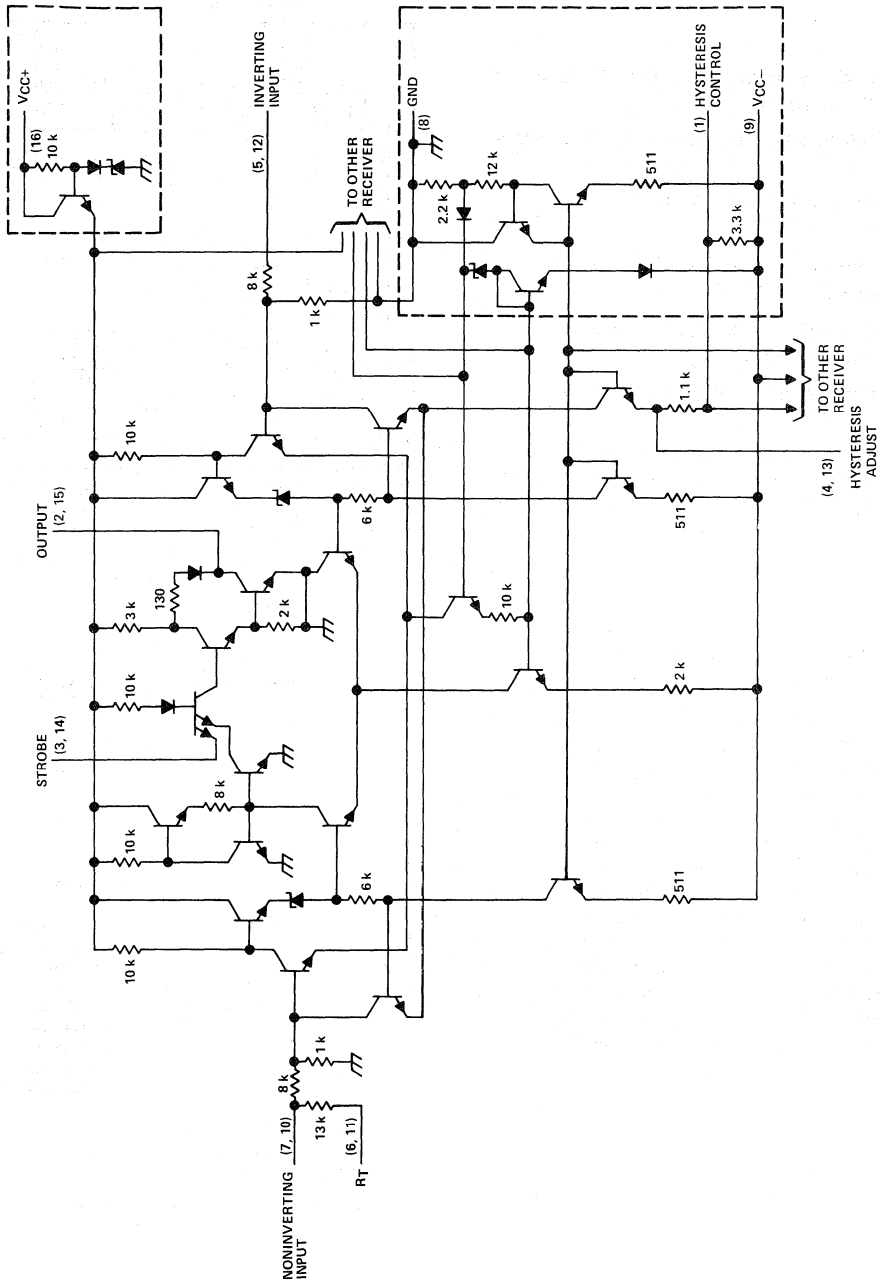 VCC+
(16)
10 k
INVERTING
INPUT
(5, 12)
TO OTHER
RECEIVER
GND
(8)
2.2 k
12 k
511
(1) HYSTERESIS
CONTROL
3.3 k
(9) VCC−
8 k
1 k
10 k
OUTPUT
(2, 15)
6 k
511
1.1 k
TO OTHER
RECEIVER
(4, 13)
HYSTERESIS
ADJUST
130
3 k
2 k
10 k
10 k
STROBE
(3, 14)
8 k
2 k
10 k
6 k
511
10 k
1 k
8 k
13 k
(7, 10)
(6, 11)
NONINVERTING
INPUT
RT